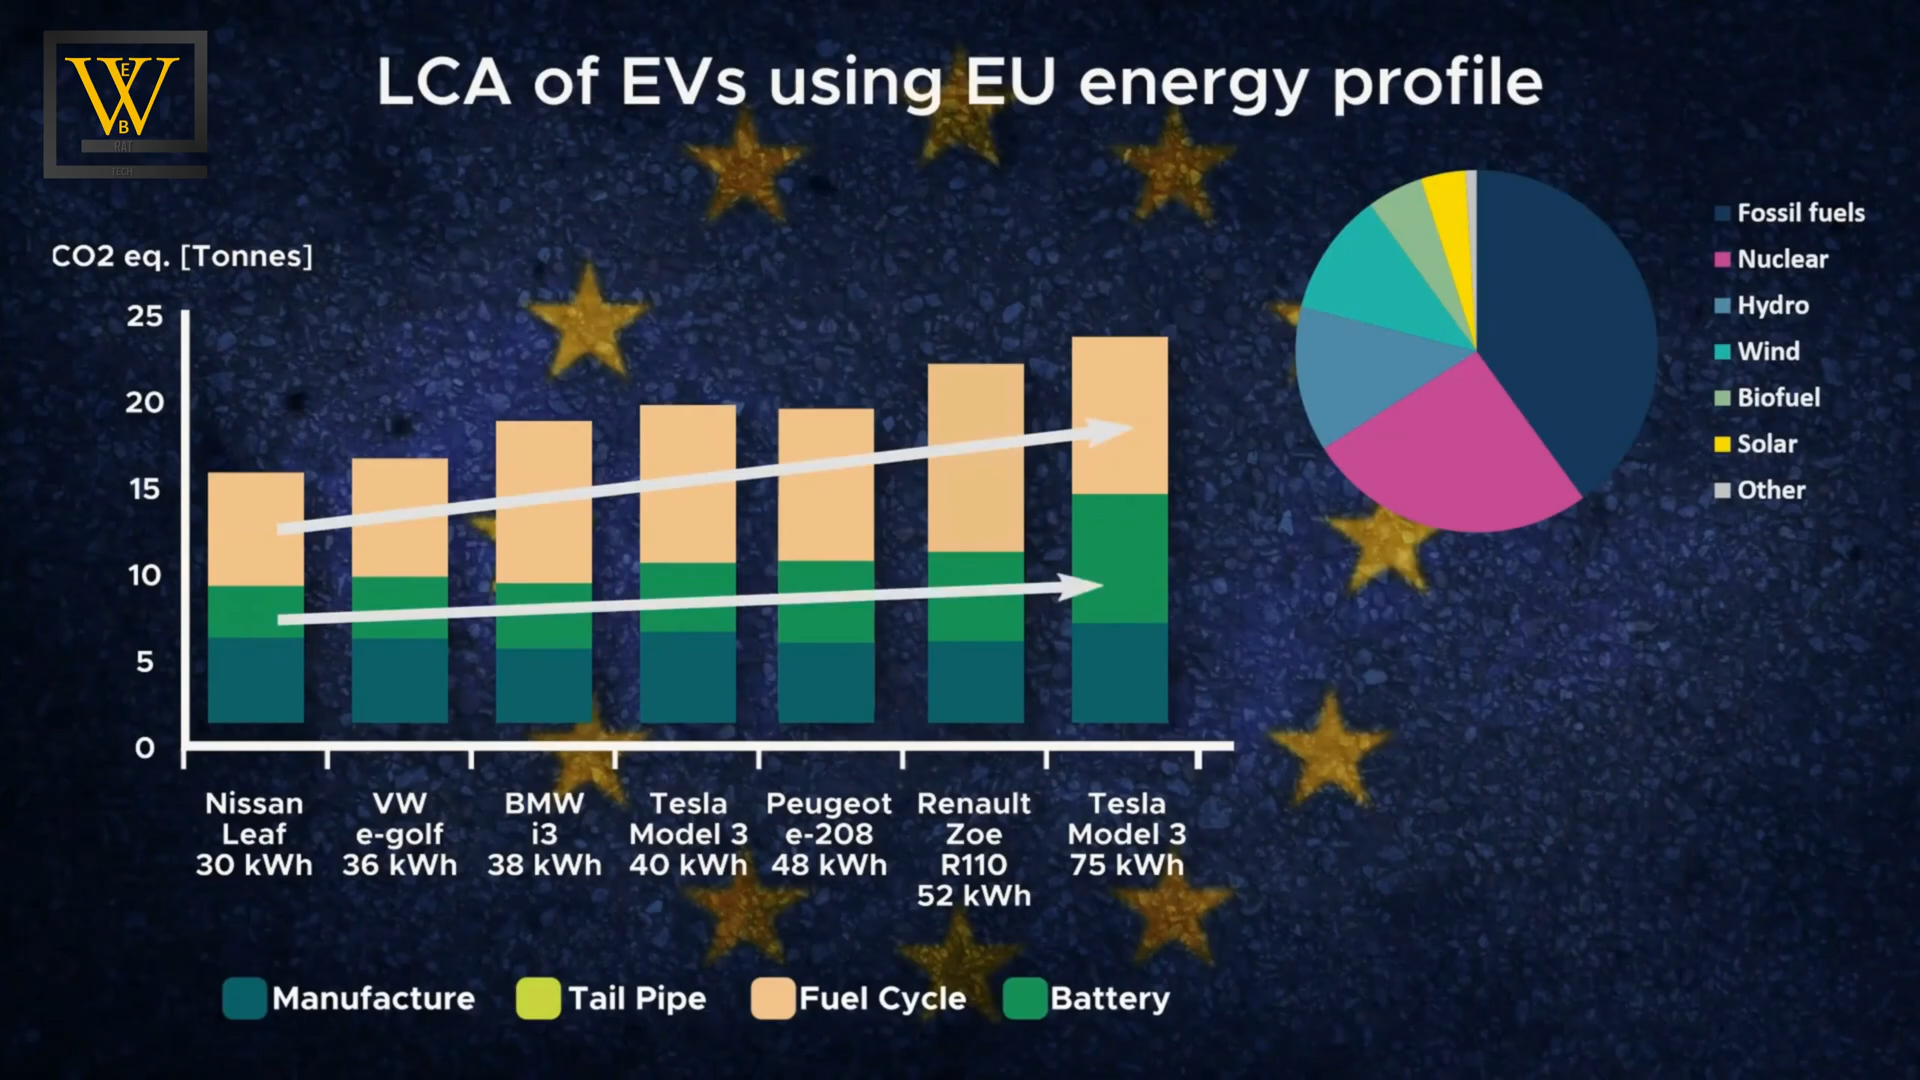 WEB
RAT
TECH
LCA of EVs using EU energy profile
CO2 eq. [Tonnes]
25
20
15
10
5
0
Nissan
Leaf
30 kWh
VW
e-golf
36 kWh
BMW
i3
38 kWh
Tesla
Model 3
40 kWh
Peugeot
e-208
48 kWh
Renault
Zoe
R110
52 kWh
Tesla
Model 3
75 kWh
Manufacture
Tail Pipe
Fuel Cycle
Battery
Fossil fuels
Nuclear
Hydro
Wind
Biofuel
Solar
Other